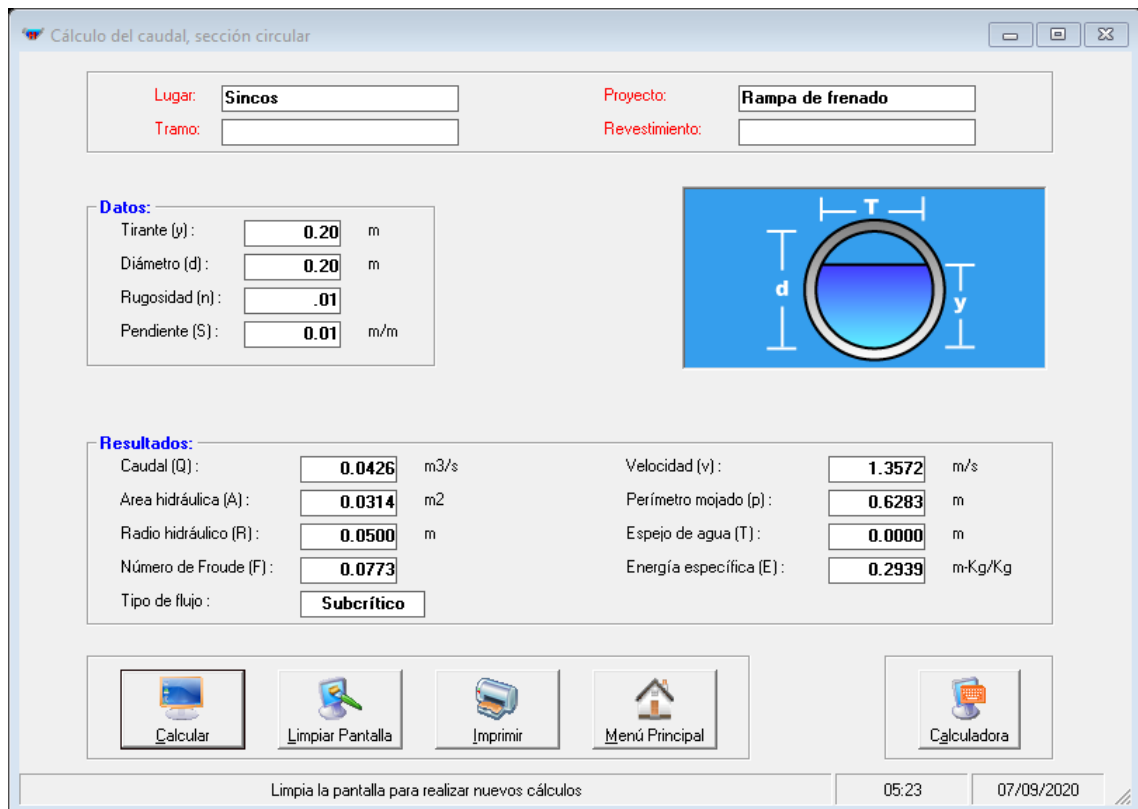 Cálculo del caudal, sección circular
Lugar: Sincos Proyecto: Rampa de frenado
Tramo: Revestimiento:
Datos:
Tirante (y) : 0.20 m
Diámetro (d) : 0.20 m
Rugosidad (n) : .01
Pendiente (S) : 0.01 m/m
T
d
y
Resultados:
Caudal (Q) : 0.0426 m3/s Velocidad (v) : 1.3572 m/s
Area hidráulica (A) : 0.0314 m2 Perímetro mojado (p) : 0.6283 m
Radio hidráulico (R) : 0.0500 m Espejo de agua (T) : 0.0000 m
Número de Froude (F) : 0.0773 Energía específica (E) : 0.2939 m-Kg/Kg
Tipo de flujo : Subcrítico
Calcular Limpiar Pantalla Imprimir Menú Principal Calculadora
Limpia la pantalla para realizar nuevos cálculos 05:23 07/09/2020